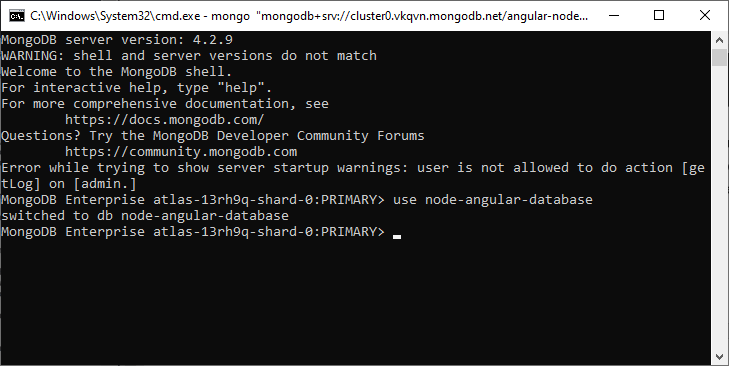 C:\Windows\System32\cmd.exe - mongo "mongodb+srv://cluster0.vkqvn.mongodb.net/angular-node...
MongoDB server version: 4.2.9
WARNING: shell and server versions do not match
Welcome to the MongoDB shell.
For interactive help, type "help".
For more comprehensive documentation, see
        https://docs.mongodb.com/
Questions? Try the MongoDB Developer Community Forums
        https://community.mongodb.com
Error while trying to show server startup warnings: user is not allowed to do action [ge
tLog] on [admin.]
MongoDB Enterprise atlas-13rh9q-shard-0:PRIMARY> use node-angular-database
switched to db node-angular-database
MongoDB Enterprise atlas-13rh9q-shard-0:PRIMARY>